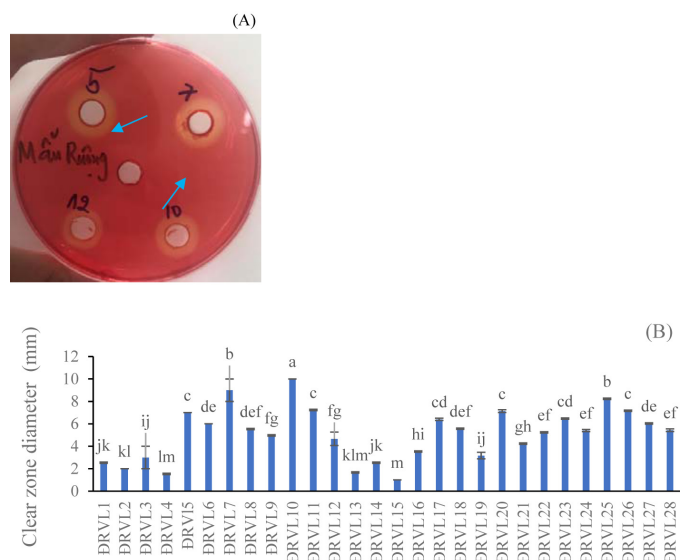 (A)
5
7
Mẫu
12
10
(B)
Clear zone diameter (mm)
12
10
8
6
4
2
0
jk kl ij lm c de b def fg a c fg klm jk m hi cd def ij c gh ef cd ef b c de ef
ĐRVL1
ĐRVL2
ĐRVL3
ĐRVL4
ĐRVl5
ĐRVL6
ĐRVL7
ĐRVL8
ĐRVL9
ĐRVL10
ĐRVL11
ĐRVL12
ĐRVL13
ĐRVL14
ĐRVL15
ĐRVL16
ĐRVL17
ĐRVL18
ĐRVL19
ĐRVL20
ĐRVL21
ĐRVL22
ĐRVL23
ĐRVL24
ĐRVL25
ĐRVL26
ĐRVL27
ĐRVL28